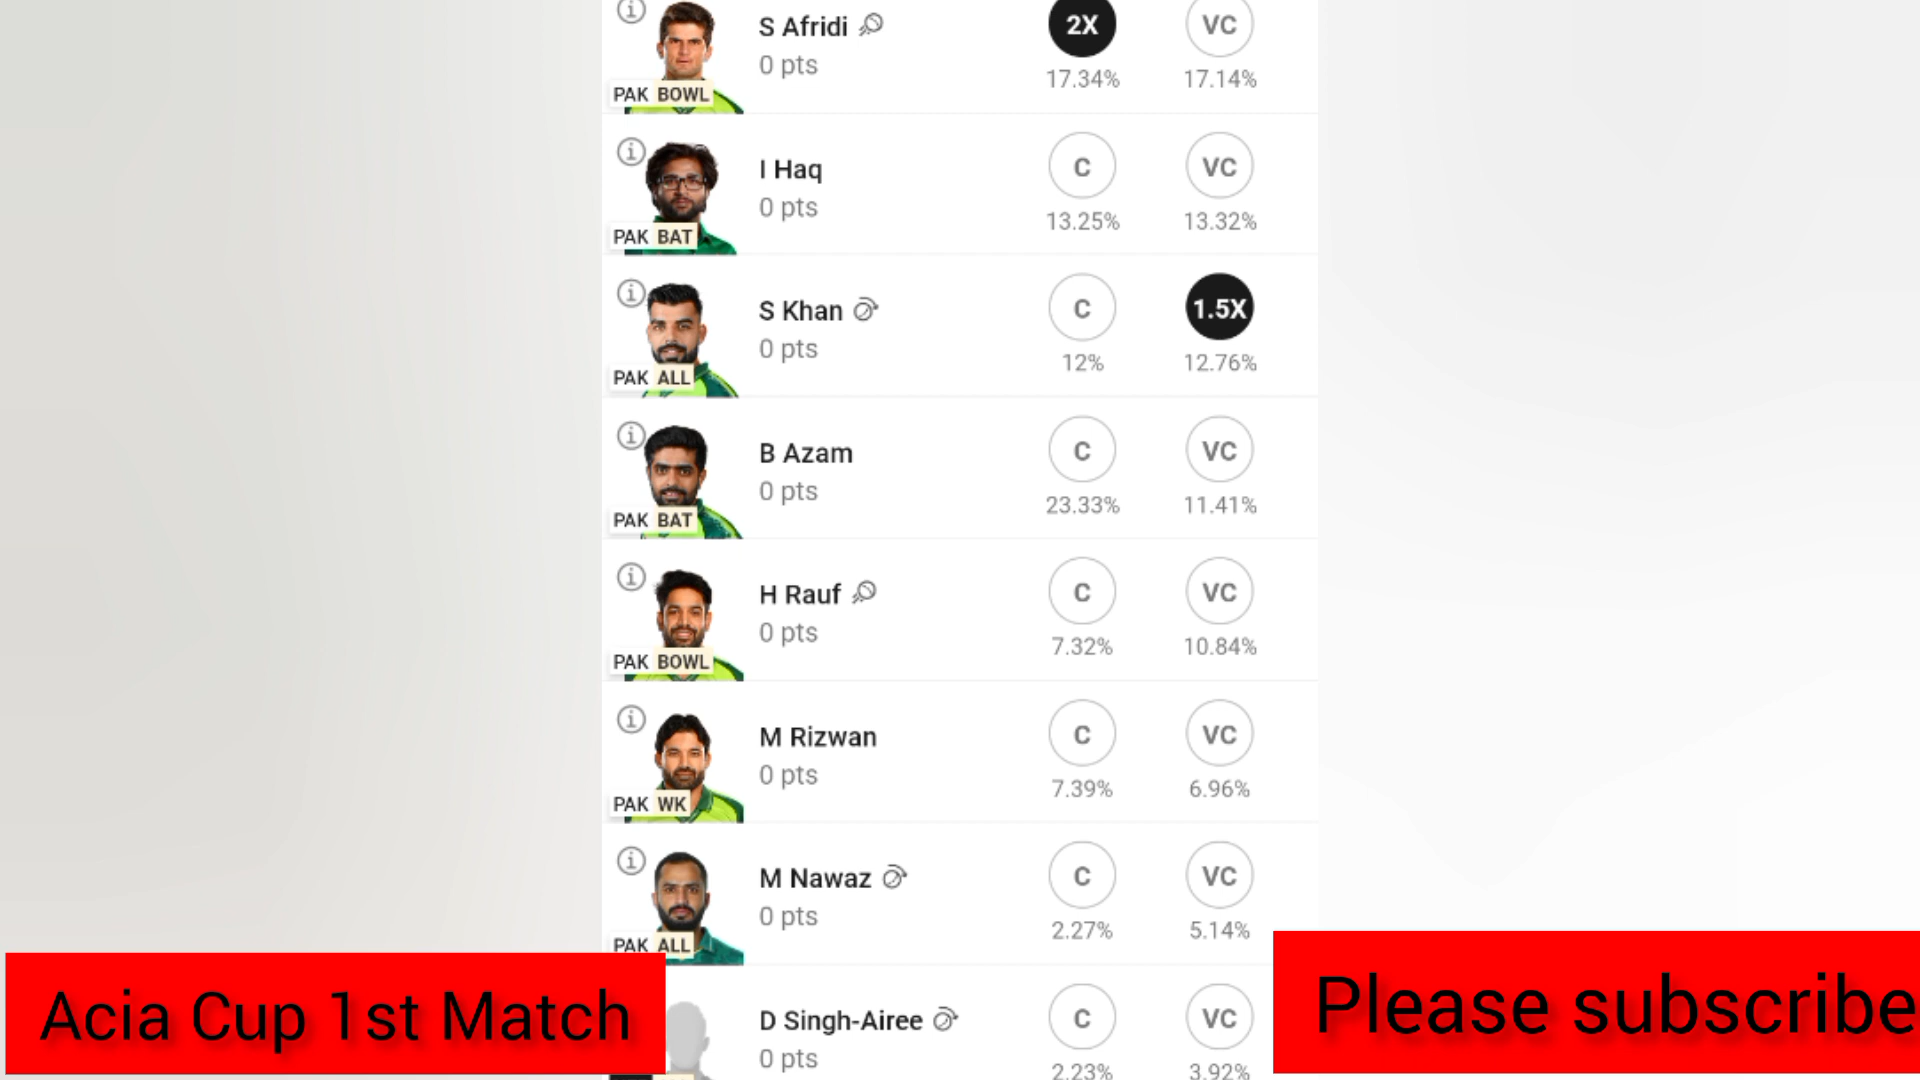 S Afridi
2X
VC
0 pts
17.34%
17.14%
PAK BOWL
I Haq
C
VC
0 pts
13.25%
13.32%
PAK BAT
S Khan
C
1.5X
0 pts
12%
12.76%
PAK ALL
B Azam
C
VC
0 pts
23.33%
11.41%
PAK BAT
H Rauf
C
VC
0 pts
7.32%
10.84%
PAK BOWL
M Rizwan
C
VC
0 pts
7.39%
6.96%
PAK WK
M Nawaz
C
VC
0 pts
2.27%
5.14%
PAK ALL
D Singh-Airee
C
VC
0 pts
2.23%
3.92%
Acia Cup 1st Match
Please subscribe